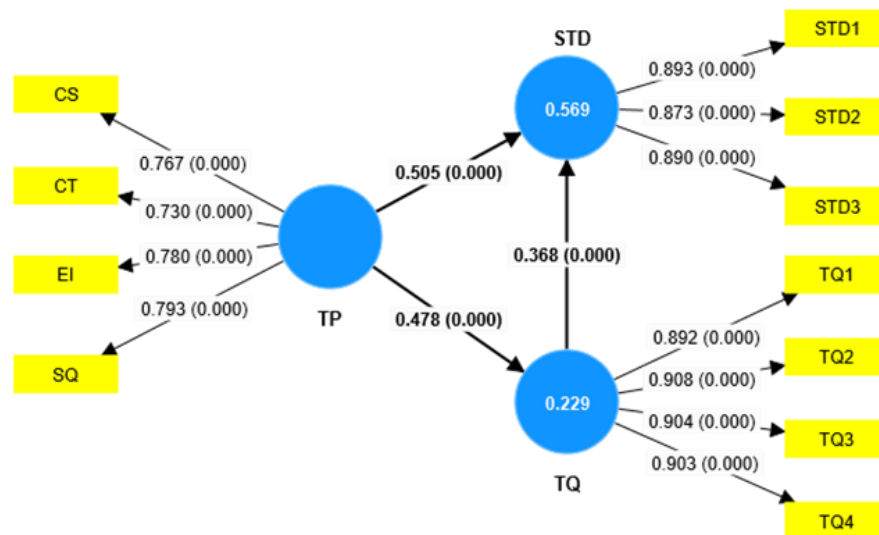 CS
CT
EI
SQ
0.767 (0.000)
0.730 (0.000)
0.780 (0.000)
0.793 (0.000)
TP
0.505 (0.000)
0.478 (0.000)
STD
0.569
0.368 (0.000)
0.229
TQ
0.893 (0.000)
0.873 (0.000)
0.890 (0.000)
STD1
STD2
STD3
0.892 (0.000)
0.908 (0.000)
0.904 (0.000)
0.903 (0.000)
TQ1
TQ2
TQ3
TQ4